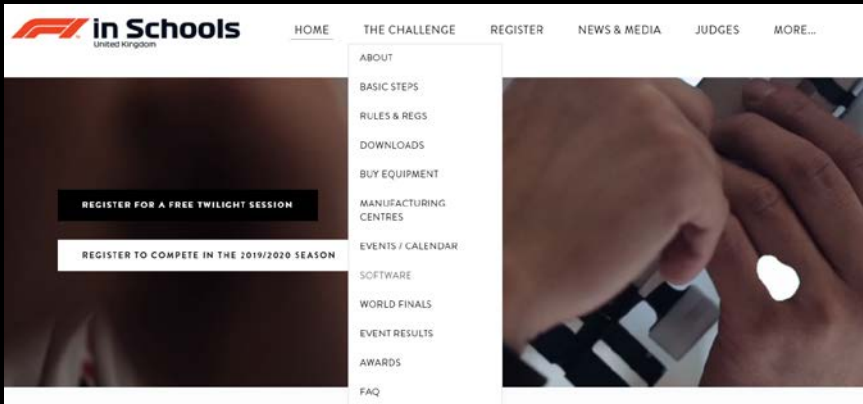 in Schools
United Kingdom
HOME THE CHALLENGE REGISTER NEWS & MEDIA JUDGES MORE...
ABOUT
BASIC STEPS
RULES & REGS
DOWNLOADS
BUY EQUIPMENT
MANUFACTURING
CENTRES
EVENTS / CALENDAR
SOFTWARE
WORLD FINALS
EVENT RESULTS
AWARDS
FAQ
REGISTER FOR A FREE TWILIGHT SESSION
REGISTER TO COMPETE IN THE 2019/2020 SEASON